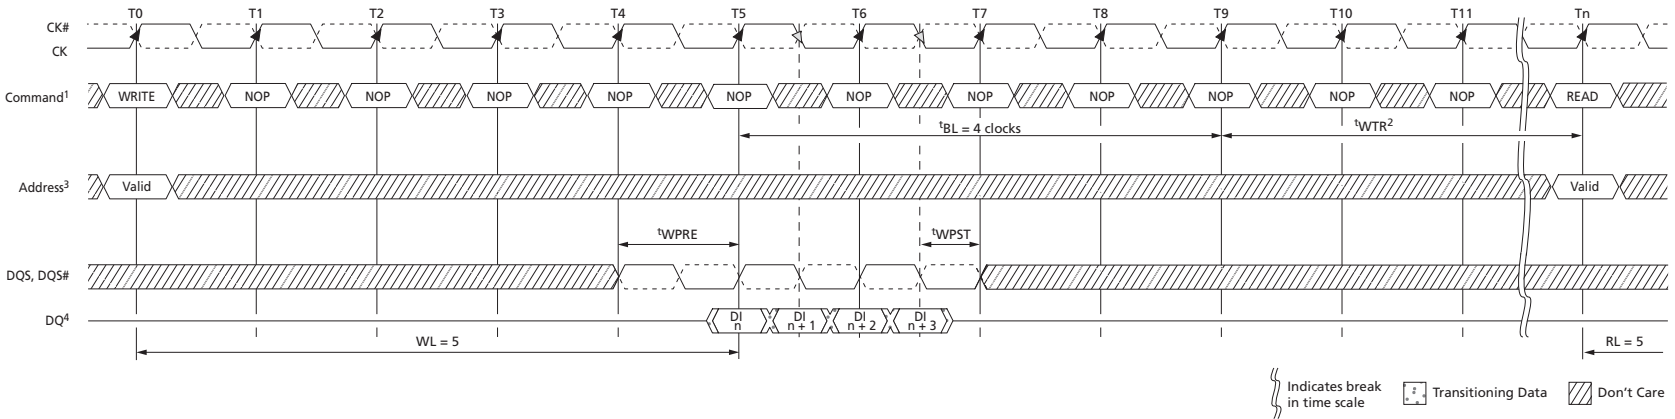 T0 T1 T2 T3 T4 T5 T6 T7 T8 T9 T10 T11 Tn
CK#
CK
Command¹ WRITE NOP NOP NOP NOP NOP NOP NOP NOP NOP NOP NOP READ
tBL = 4 clocks tWTR²
Address³ Valid Valid
tWPRE tWPST
DQS, DQS#
DQ⁴ DI n DI n + 1 DI n + 2 DI n + 3
WL = 5 RL = 5
Indicates break
in time scale
Transitioning Data
Don't Care